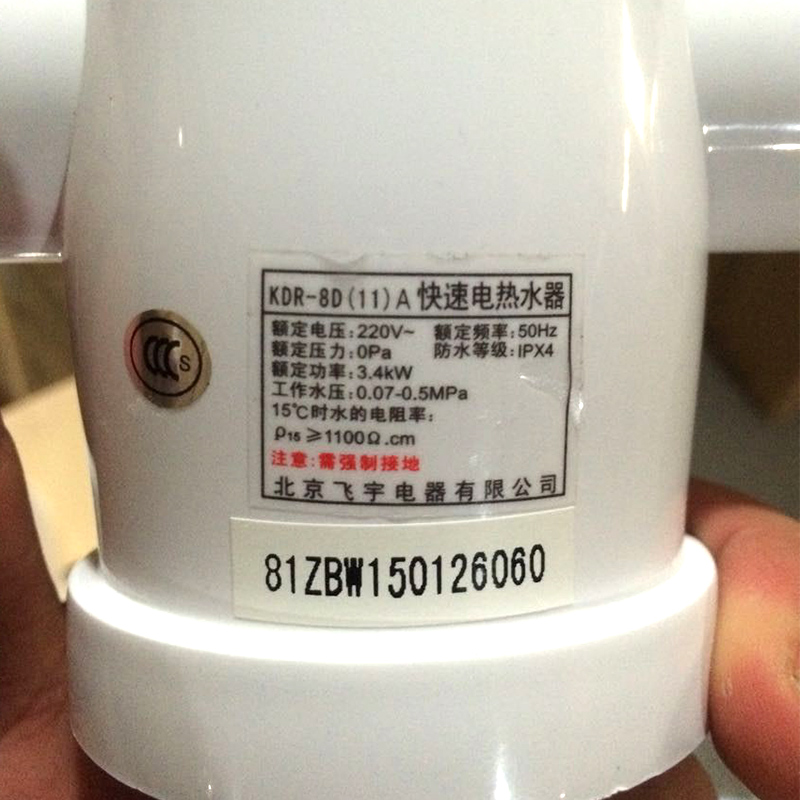 KDR-8D(11)A 快速电热水器
额定电压:220V~ 额定频率:50Hz
额定压力:0Pa 防水等级:IPX4
额定功率:3.4kW
工作水压:0.07-0.5MPa
15℃时水的电阻率:
ρ15≥1100Ω.cm
注意:需强制接地
北京飞宇电器有限公司
CCC S
81ZBW150126060